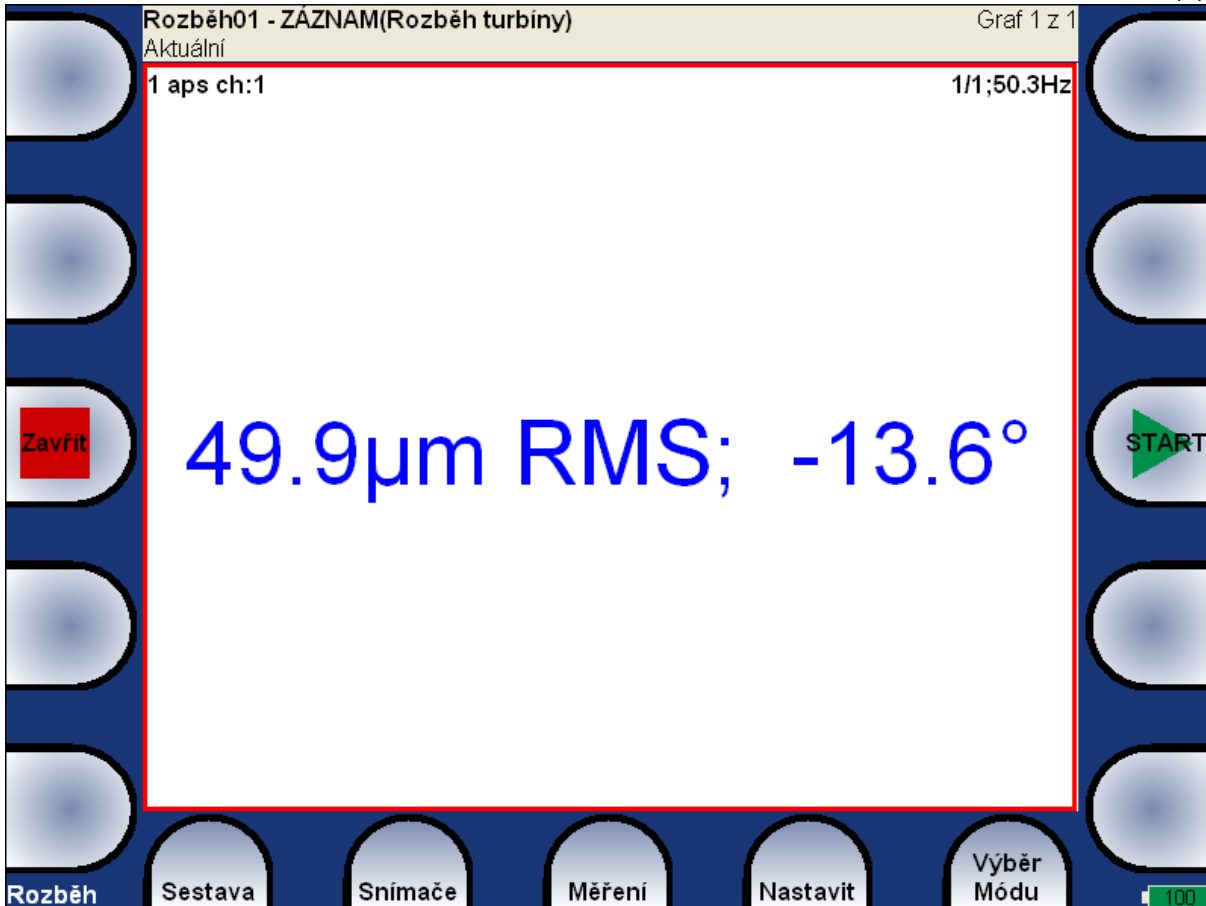 Rozběh01 - ZÁZNAM(Rozběh turbíny)
Graf 1 z 1
Aktuální
1 aps ch:1
1/1;50.3Hz
Zavřít
49.9µm RMS; -13.6°
START
Rozběh
Sestava
Snímače
Měření
Nastavit
Výběr
Módu
100